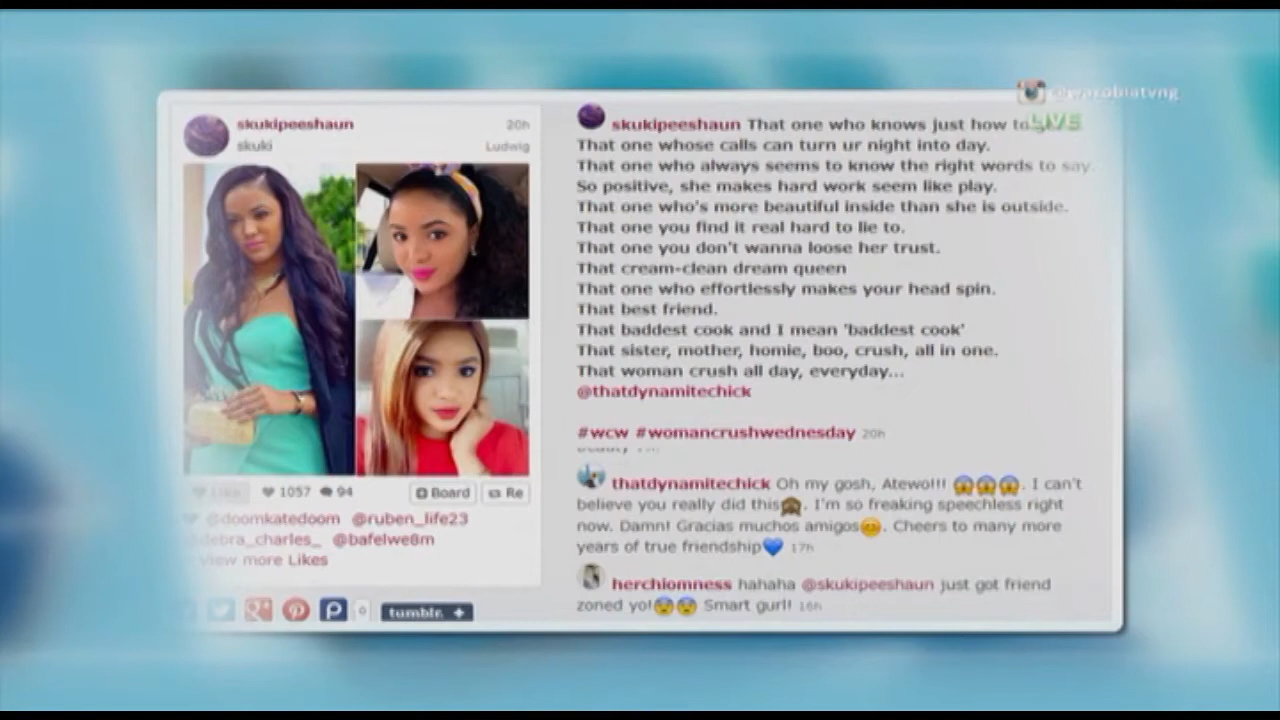 @wazobiatvng
LIVE
skukipeeshaun
20h
skuki
Ludwig
1057
94
Board
Re
@doomkatedoom @ruben_life23
@bafelwe8m
view more Likes
0
tumblr. +
skukipeeshaun That one who knows just how to
That one whose calls can turn ur night into day.
That one who always seems to know the right words to say.
So positive, she makes hard work seem like play.
That one who's more beautiful inside than she is outside.
That one you find it real hard to lie to.
That one you don't wanna loose her trust.
That cream-clean dream queen
That one who effortlessly makes your head spin.
That best friend.
That baddest cook and I mean 'baddest cook'
That sister, mother, homie, boo, crush, all in one.
That woman crush all day, everyday...
@thatdynamitechick
#wcw #womancrushwednesday 20h
thatdynamitechick Oh my gosh, Atewo!!! 😱😱😱. I can't
believe you really did this🙈. I'm so freaking speechless right
now. Damn! Gracias muchos amigos😊. Cheers to many more
years of true friendship💙 17h
herchiomness hahaha @skukipeeshaun just got friend
zoned yo!😨😨 Smart gurl! 16h